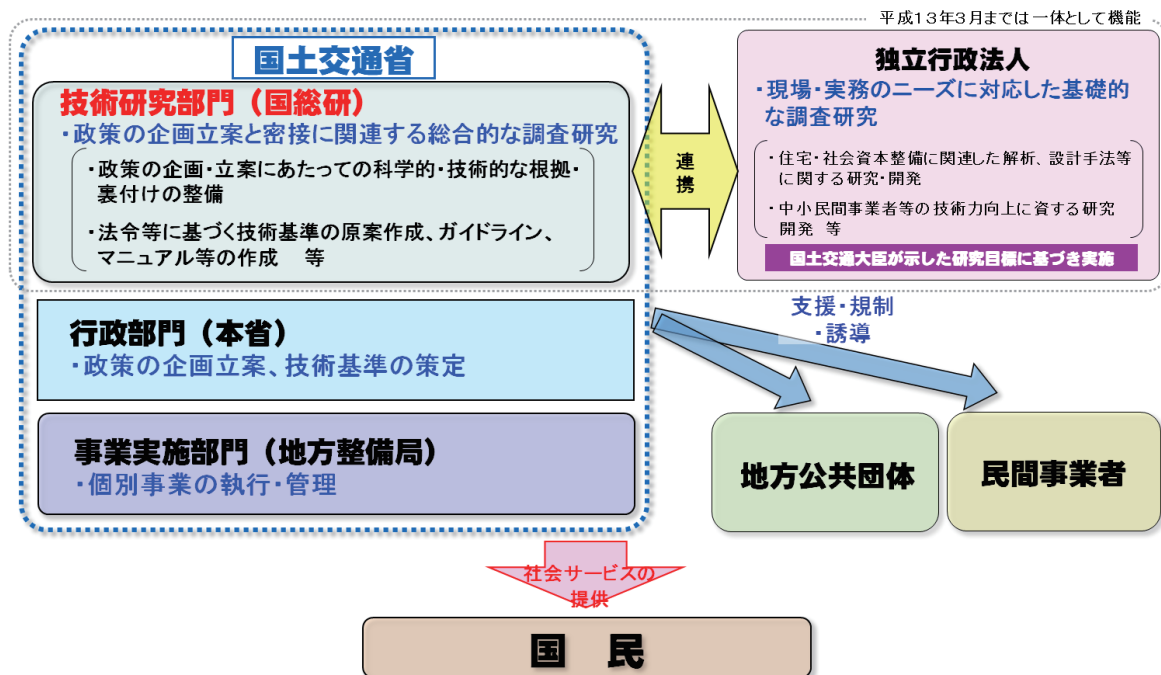 平成13年3月までは一体として機能
国土交通省
技術研究部門（国総研）
・政策の企画立案と密接に関連する総合的な調査研究
・政策の企画・立案にあたっての科学的・技術的な根拠・
裏付けの整備
・法令等に基づく技術基準の原案作成、ガイドライン、
マニュアル等の作成　等
連
携
独立行政法人
・現場・実務のニーズに対応した基礎的
な調査研究
・住宅・社会資本整備に関連した解析、設計手法等
に関する研究・開発
・中小民間事業者等の技術力向上に資する研究
開発 等
国土交通大臣が示した研究目標に基づき実施
行政部門（本省）
・政策の企画立案、技術基準の策定
支援・規制
・誘導
事業実施部門（地方整備局）
・個別事業の執行・管理
地方公共団体
民間事業者
社会サービスの
提供
国　民